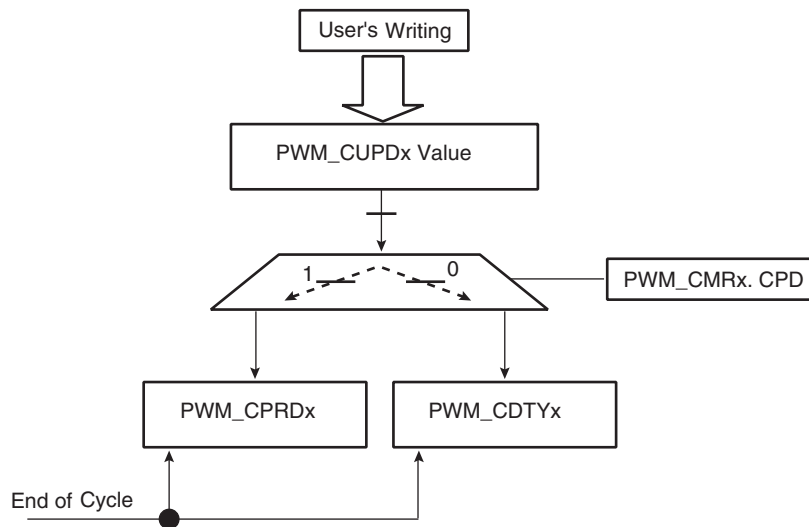 User's Writing
PWM_CUPDx Value
1
0
PWM_CMRx. CPD
PWM_CPRDx
PWM_CDTYx
End of Cycle